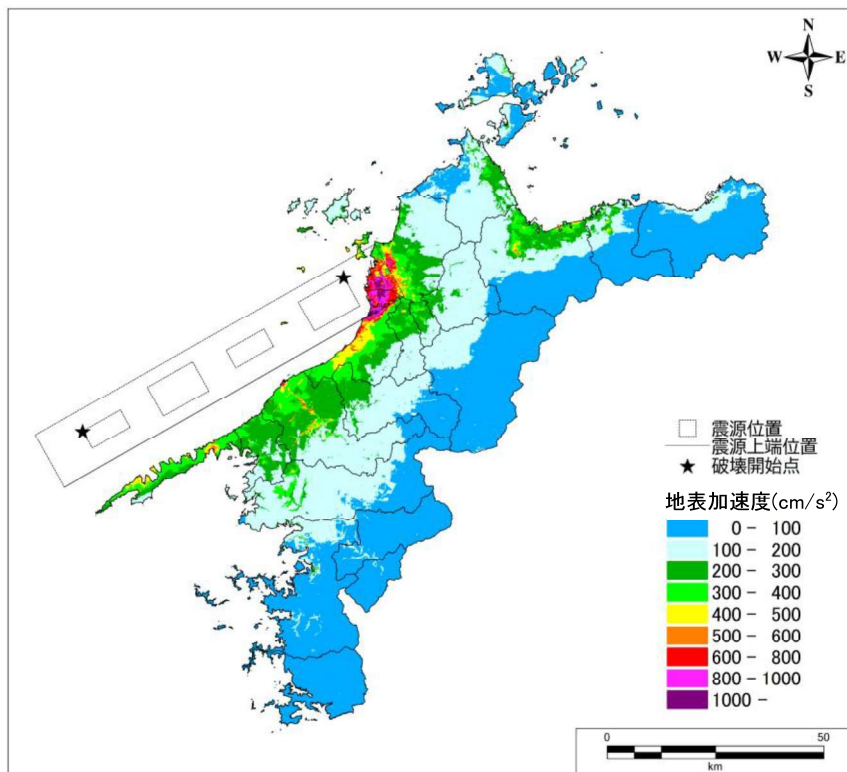 N
W E
S
震源位置
震源上端位置
★ 破壊開始点
地表加速度(cm/s²)
0 - 100
100 - 200
200 - 300
300 - 400
400 - 500
500 - 600
600 - 800
800 - 1000
1000 -
0 50
km